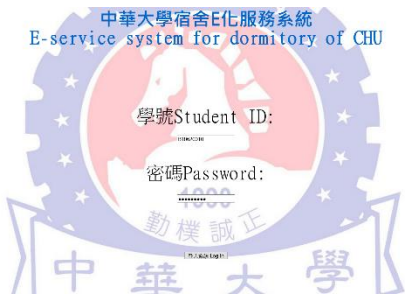 中華大學宿舍E化服務系統
E-service system for dormitory of CHU
學號Student ID:
密碼Password:
1990
勤樸誠正
中華大學